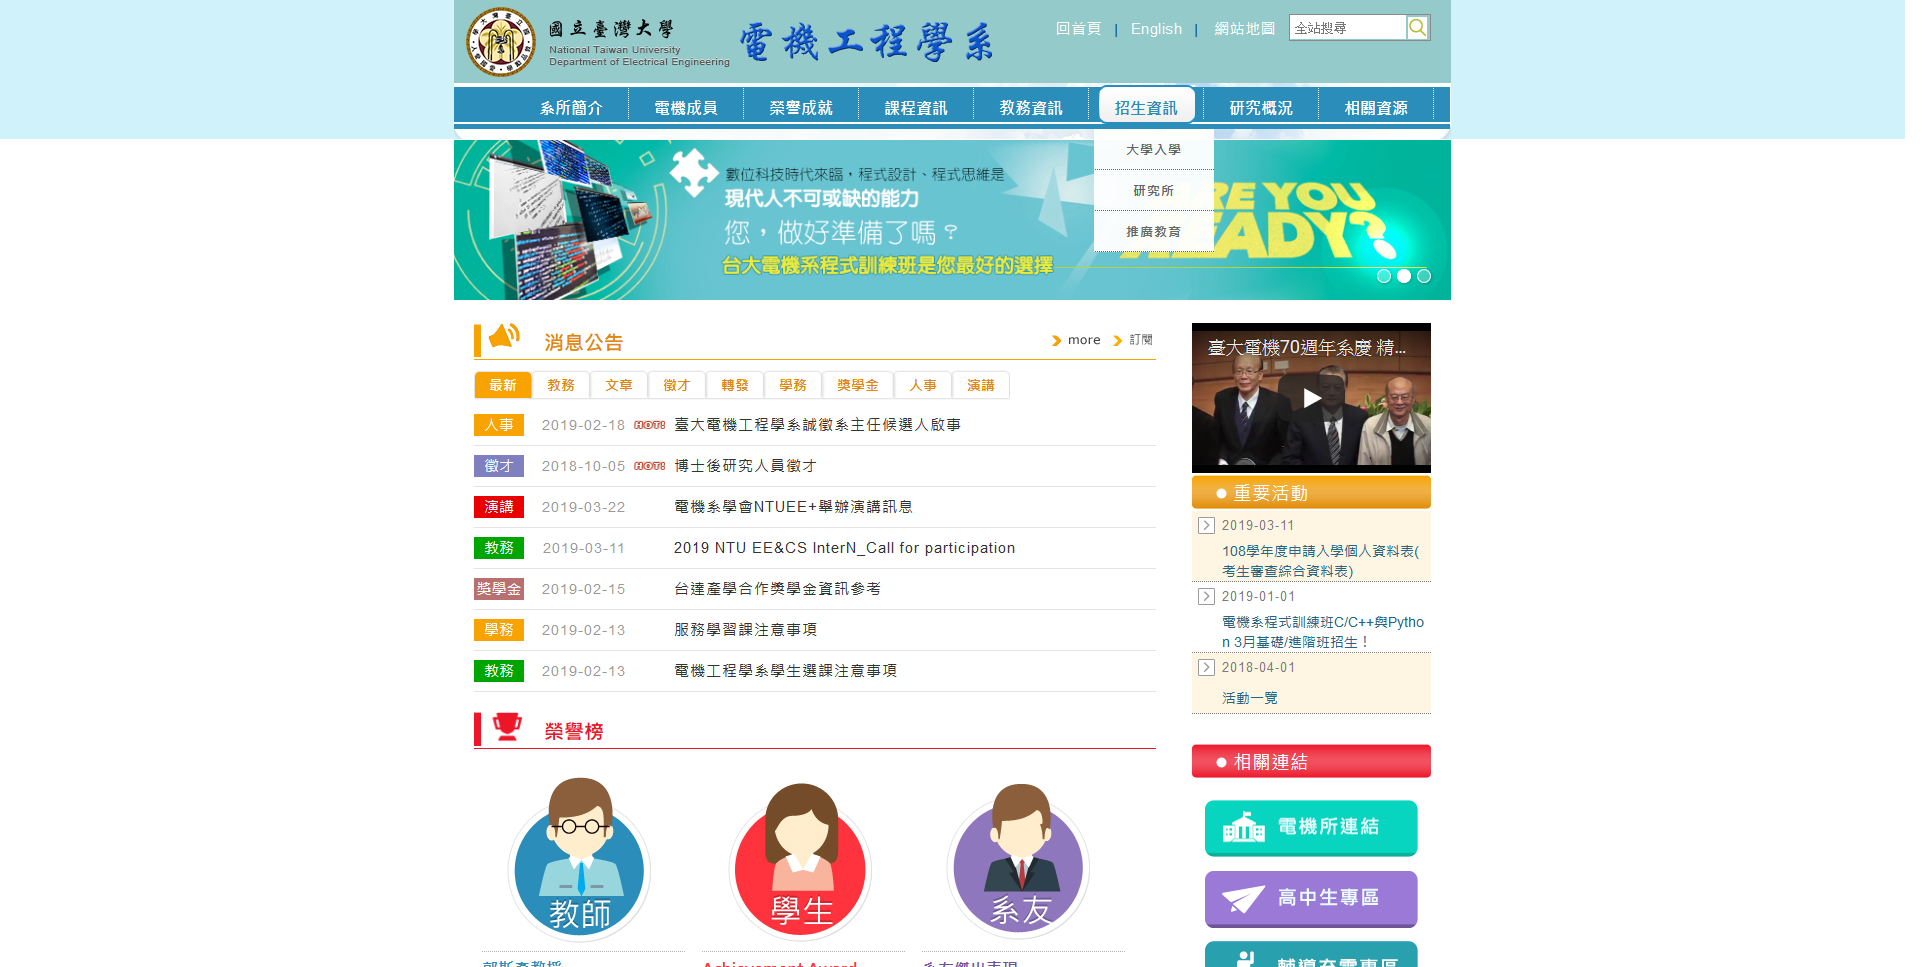 國立臺灣大學
National Taiwan University
Department of Electrical Engineering
電機工程學系
回首頁 | English | 網站地圖
全站搜尋
系所簡介 電機成員 榮譽成就 課程資訊 教務資訊 招生資訊 研究概況 相關資源
大學入學
研究所
推廣教育
數位科技時代來臨，程式設計、程式思維是
現代人不可或缺的能力
您，做好準備了嗎？
台大電機系程式訓練班是您最好的選擇
RE YOU
EADY?
消息公告
more 訂閱
最新 教務 文章 徵才 轉發 學務 獎學金 人事 演講
人事 2019-02-18 HOT! 臺大電機工程學系誠徵系主任候選人啟事
徵才 2018-10-05 HOT! 博士後研究人員徵才
演講 2019-03-22 電機系學會NTUEE+舉辦演講訊息
教務 2019-03-11 2019 NTU EE&CS InterN_Call for participation
獎學金 2019-02-15 台達產學合作獎學金資訊參考
學務 2019-02-13 服務學習課注意事項
教務 2019-02-13 電機工程學系學生選課注意事項
榮譽榜
教師
學生
系友
郭斯彥教授
Achievement Award
系友傑出表現
臺大電機70週年系慶 精...
重要活動
2019-03-11
108學年度申請入學個人資料表(
考生審查綜合資料表)
2019-01-01
電機系程式訓練班C/C++與Pytho
n 3月基礎/進階班招生！
2018-04-01
活動一覽
相關連結
電機所連結
高中生專區
輔導充電專區